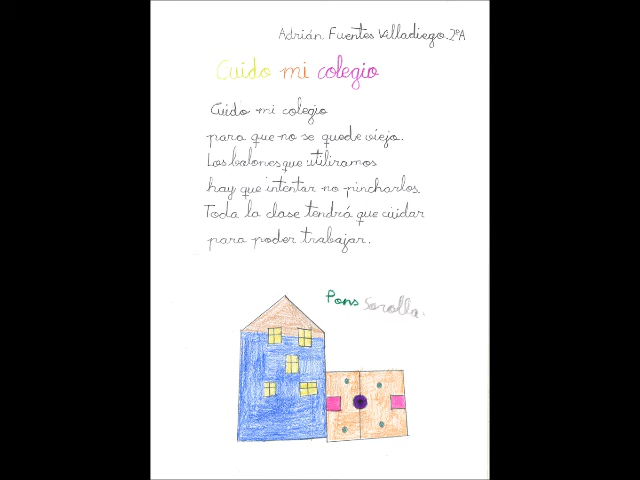 Adrián Fuentes Villadiego. 2ºA
Cuido mi colegio
Cuido mi colegio
para que no se quede viejo.
Los balones que utiliramos
hay que intentar no pincharlos.
Toda la clase tendrá que cuidar
para poder trabajar.
Pons Sorolla.